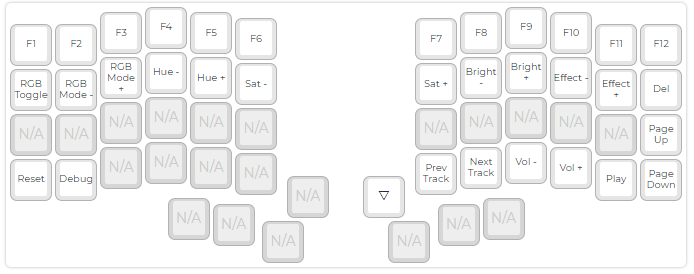 F1 F2 F3 F4 F5 F6 F7 F8 F9 F10 F11 F12
RGB Toggle RGB Mode - RGB Mode + Hue - Hue + Sat - Sat + Bright - Bright + Effect - Effect + Del
N/A N/A N/A N/A N/A N/A N/A N/A N/A N/A N/A Page Up
Reset Debug N/A N/A N/A N/A Prev Track Next Track Vol - Vol + Play Page Down
N/A ▽
N/A N/A N/A N/A N/A N/A